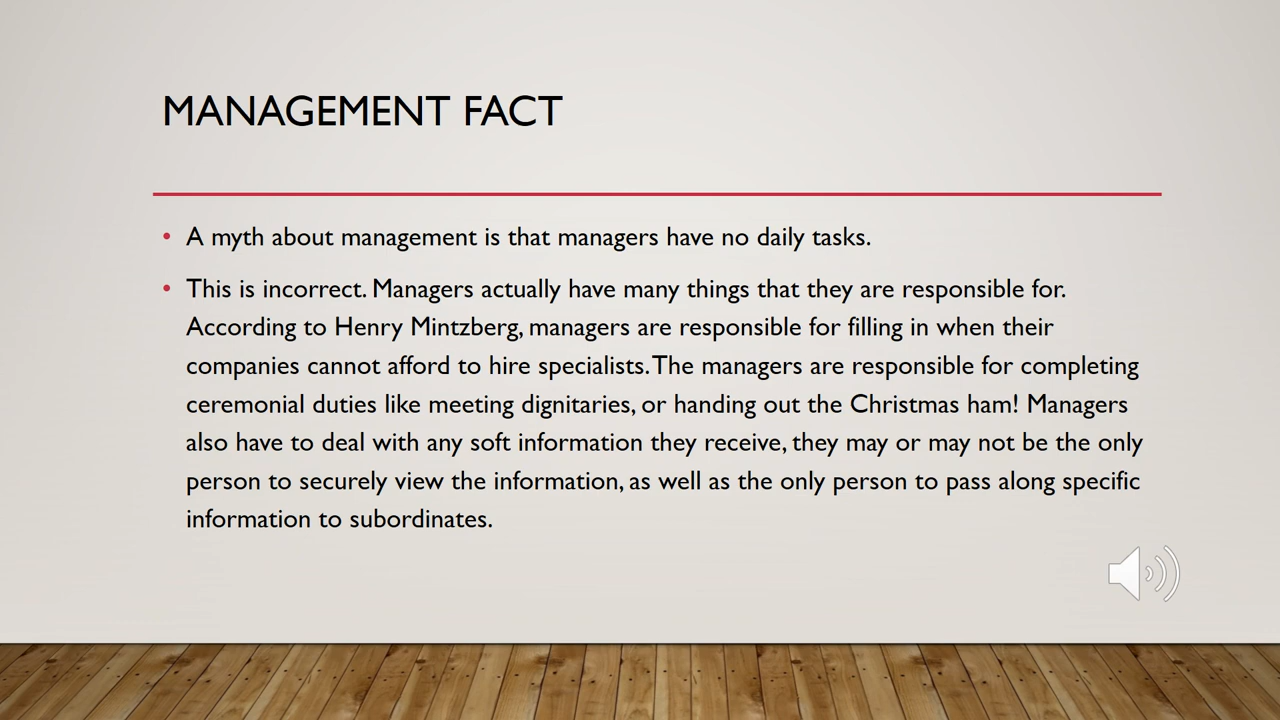 MANAGEMENT FACT
• A myth about management is that managers have no daily tasks.
• This is incorrect. Managers actually have many things that they are responsible for.
According to Henry Mintzberg, managers are responsible for filling in when their
companies cannot afford to hire specialists. The managers are responsible for completing
ceremonial duties like meeting dignitaries, or handing out the Christmas ham! Managers
also have to deal with any soft information they receive, they may or may not be the only
person to securely view the information, as well as the only person to pass along specific
information to subordinates.